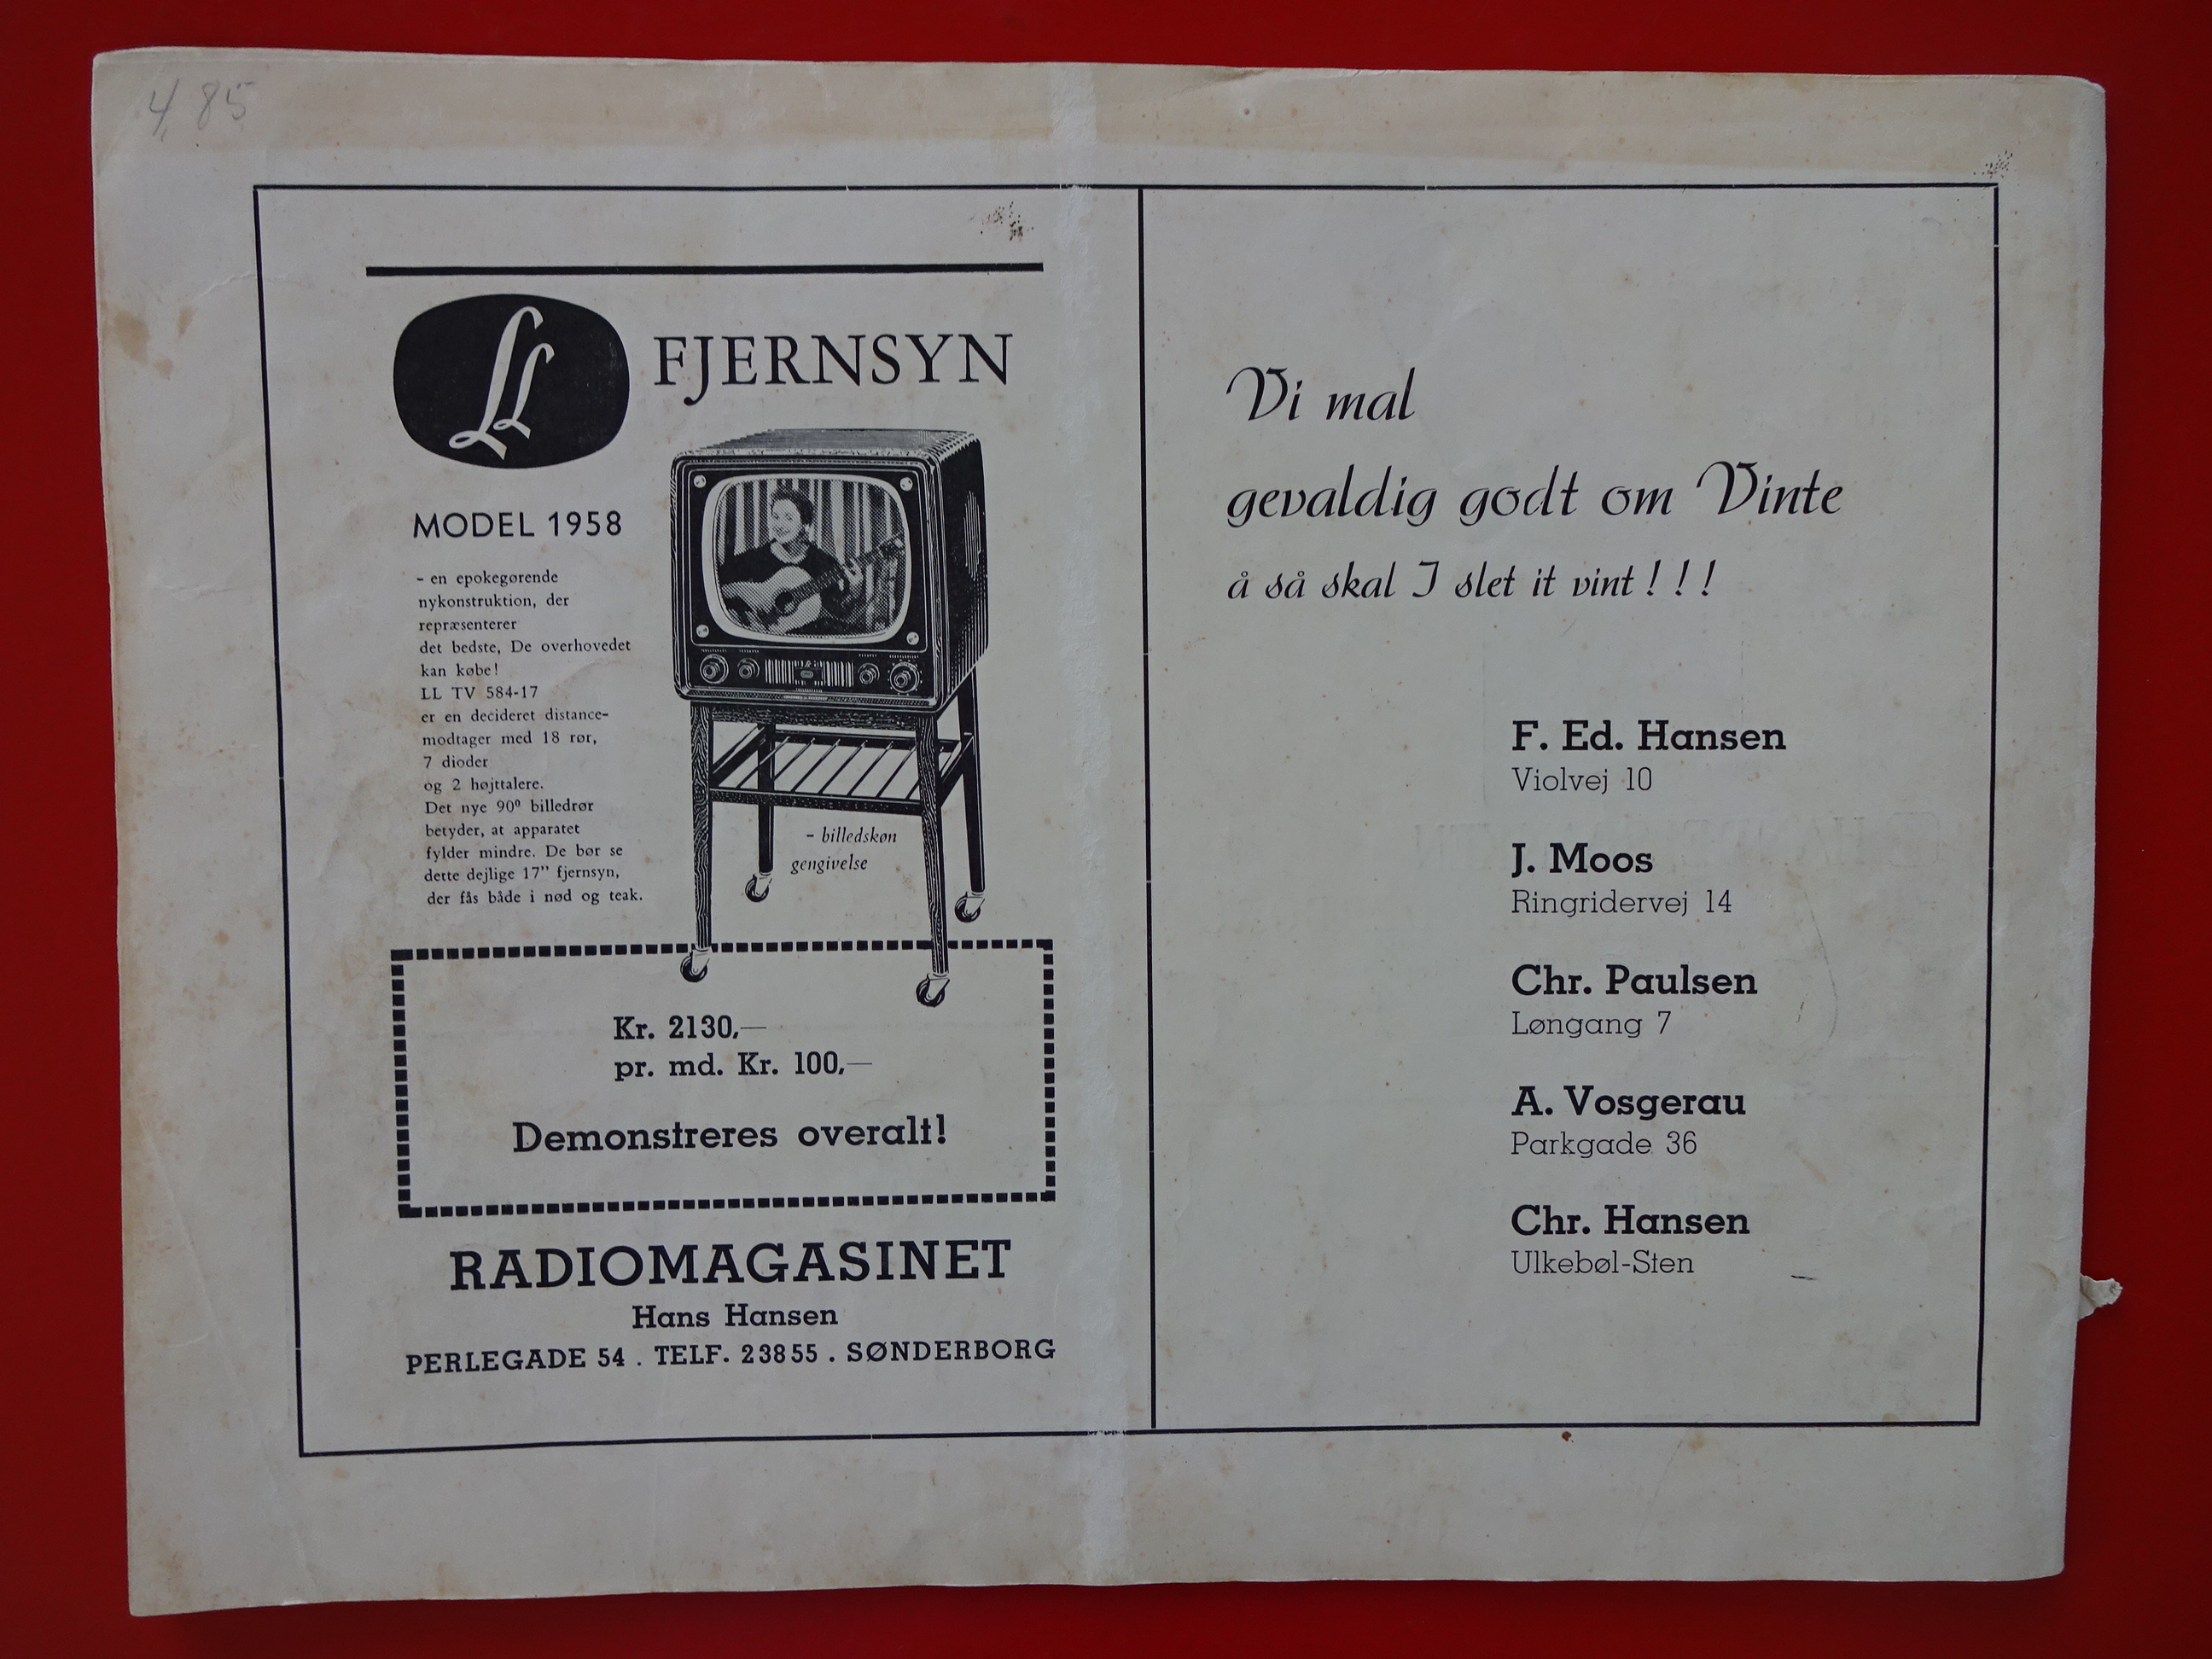 4,85
LL
FJERNSYN
MODEL 1958
- en epokegørende
nykonstruktion, der
repræsenterer
det bedste, De overhovedet
kan købe!
LL TV 584-17
er en decideret distance-
modtager med 18 rør,
7 dioder
og 2 højttalere.
Det nye 90° billedrør
betyder, at apparatet
fylder mindre. De bør se
dette dejlige 17" fjernsyn,
der fås både i nød og teak.
- billedskøn
gengivelse
Kr. 2130,—
pr. md. Kr. 100,—
Demonstreres overalt!
RADIOMAGASINET
Hans Hansen
PERLEGADE 54 . TELF. 23855 . SØNDERBORG
Vi mal
gevaldig godt om Vinte
å så skal I slet it vint ! ! !
F. Ed. Hansen
Violvej 10
J. Moos
Ringridervej 14
Chr. Paulsen
Løngang 7
A. Vosgerau
Parkgade 36
Chr. Hansen
Ulkebøl-Sten